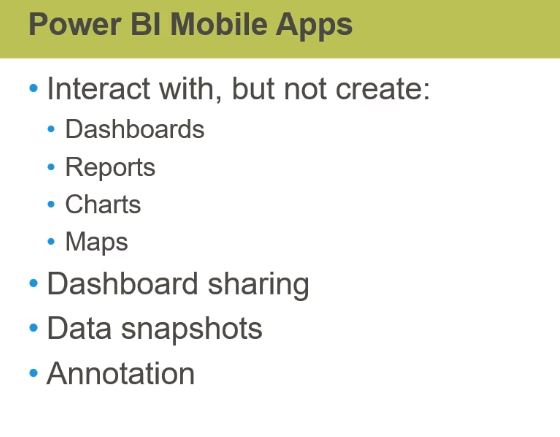 Power BI Mobile Apps
• Interact with, but not create:
• Dashboards
• Reports
• Charts
• Maps
• Dashboard sharing
• Data snapshots
• Annotation